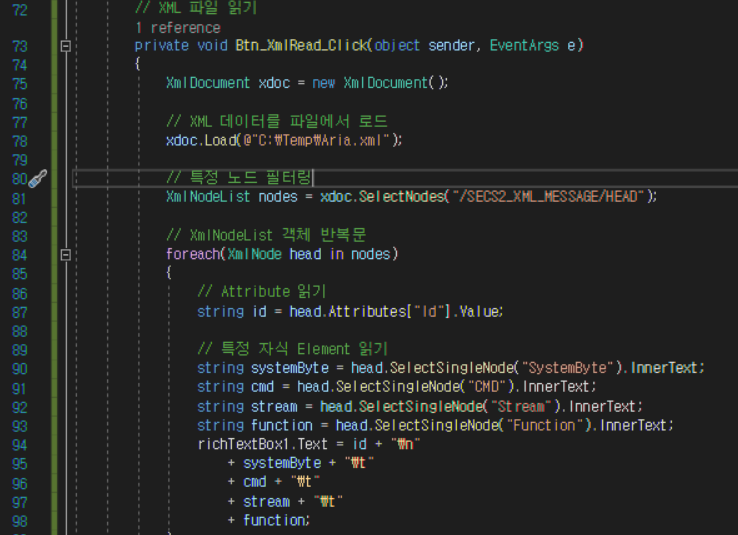 72 // XML 파일 읽기
1 reference
73 private void Btn_XmlRead_Click(object sender, EventArgs e)
74 {
75 XmlDocument xdoc = new XmlDocument();
76
77 // XML 데이터를 파일에서 로드
78 xdoc.Load(@"C:₩Temp₩Aria.xml");
79
80 // 특정 노드 필터링
81 XmlNodeList nodes = xdoc.SelectNodes("/SECS2_XML_MESSAGE/HEAD");
82
83 // XmlNodeList 객체 반복문
84 foreach(XmlNode head in nodes)
85 {
86 // Attribute 읽기
87 string id = head.Attributes["Id"].Value;
88
89 // 특정 자식 Element 읽기
90 string systemByte = head.SelectSingleNode("SystemByte").InnerText;
91 string cmd = head.SelectSingleNode("CMD").InnerText;
92 string stream = head.SelectSingleNode("Stream").InnerText;
93 string function = head.SelectSingleNode("Function").InnerText;
94 richTextBox1.Text = id + "₩n"
95 + systemByte + "₩t"
96 + cmd + "₩t"
97 + stream + "₩t"
98 + function;